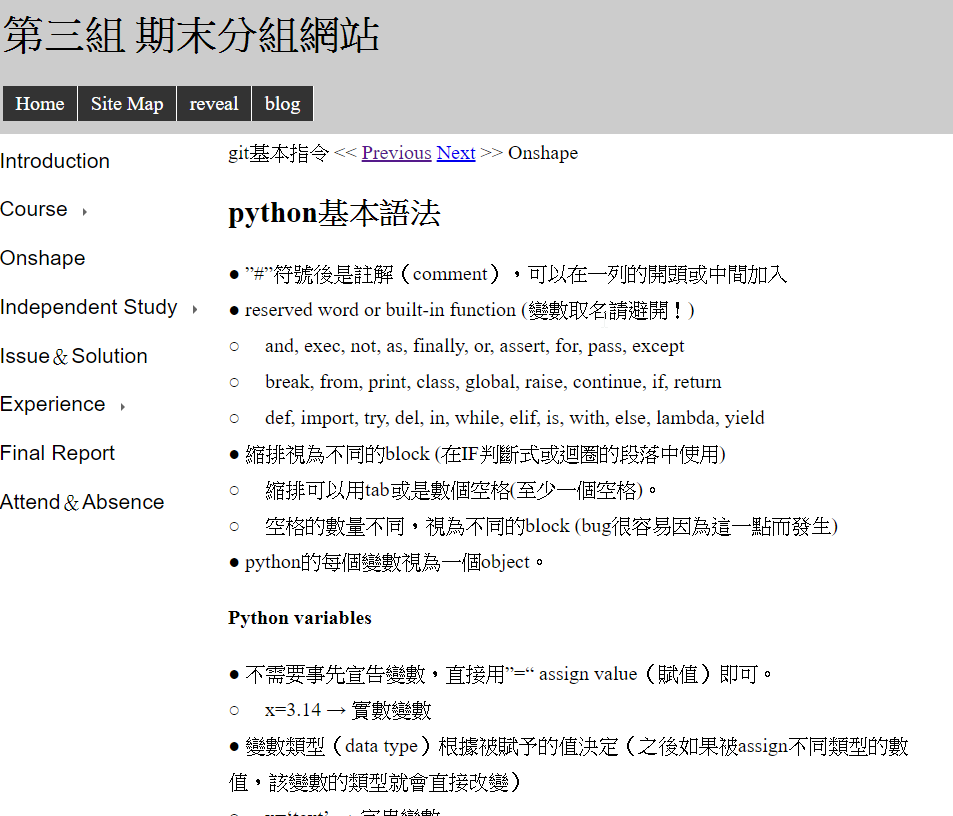 第三組 期末分組網站
Home Site Map reveal blog
Introduction
Course
Onshape
Independent Study
Issue＆Solution
Experience
Final Report
Attend＆Absence
git基本指令 << Previous Next >> Onshape
python基本語法
● ”#”符號後是註解（comment），可以在一列的開頭或中間加入
● reserved word or built-in function (變數取名請避開！)
○ and, exec, not, as, finally, or, assert, for, pass, except
○ break, from, print, class, global, raise, continue, if, return
○ def, import, try, del, in, while, elif, is, with, else, lambda, yield
● 縮排視為不同的block (在IF判斷式或迴圈的段落中使用)
○ 縮排可以用tab或是數個空格(至少一個空格)。
○ 空格的數量不同，視為不同的block (bug很容易因為這一點而發生)
● python的每個變數視為一個object。
Python variables
● 不需要事先宣告變數，直接用”=“ assign value（賦值）即可。
○ x=3.14 → 實數變數
● 變數類型（data type）根據被賦予的值決定（之後如果被assign不同類型的數
值，該變數的類型就會直接改變）